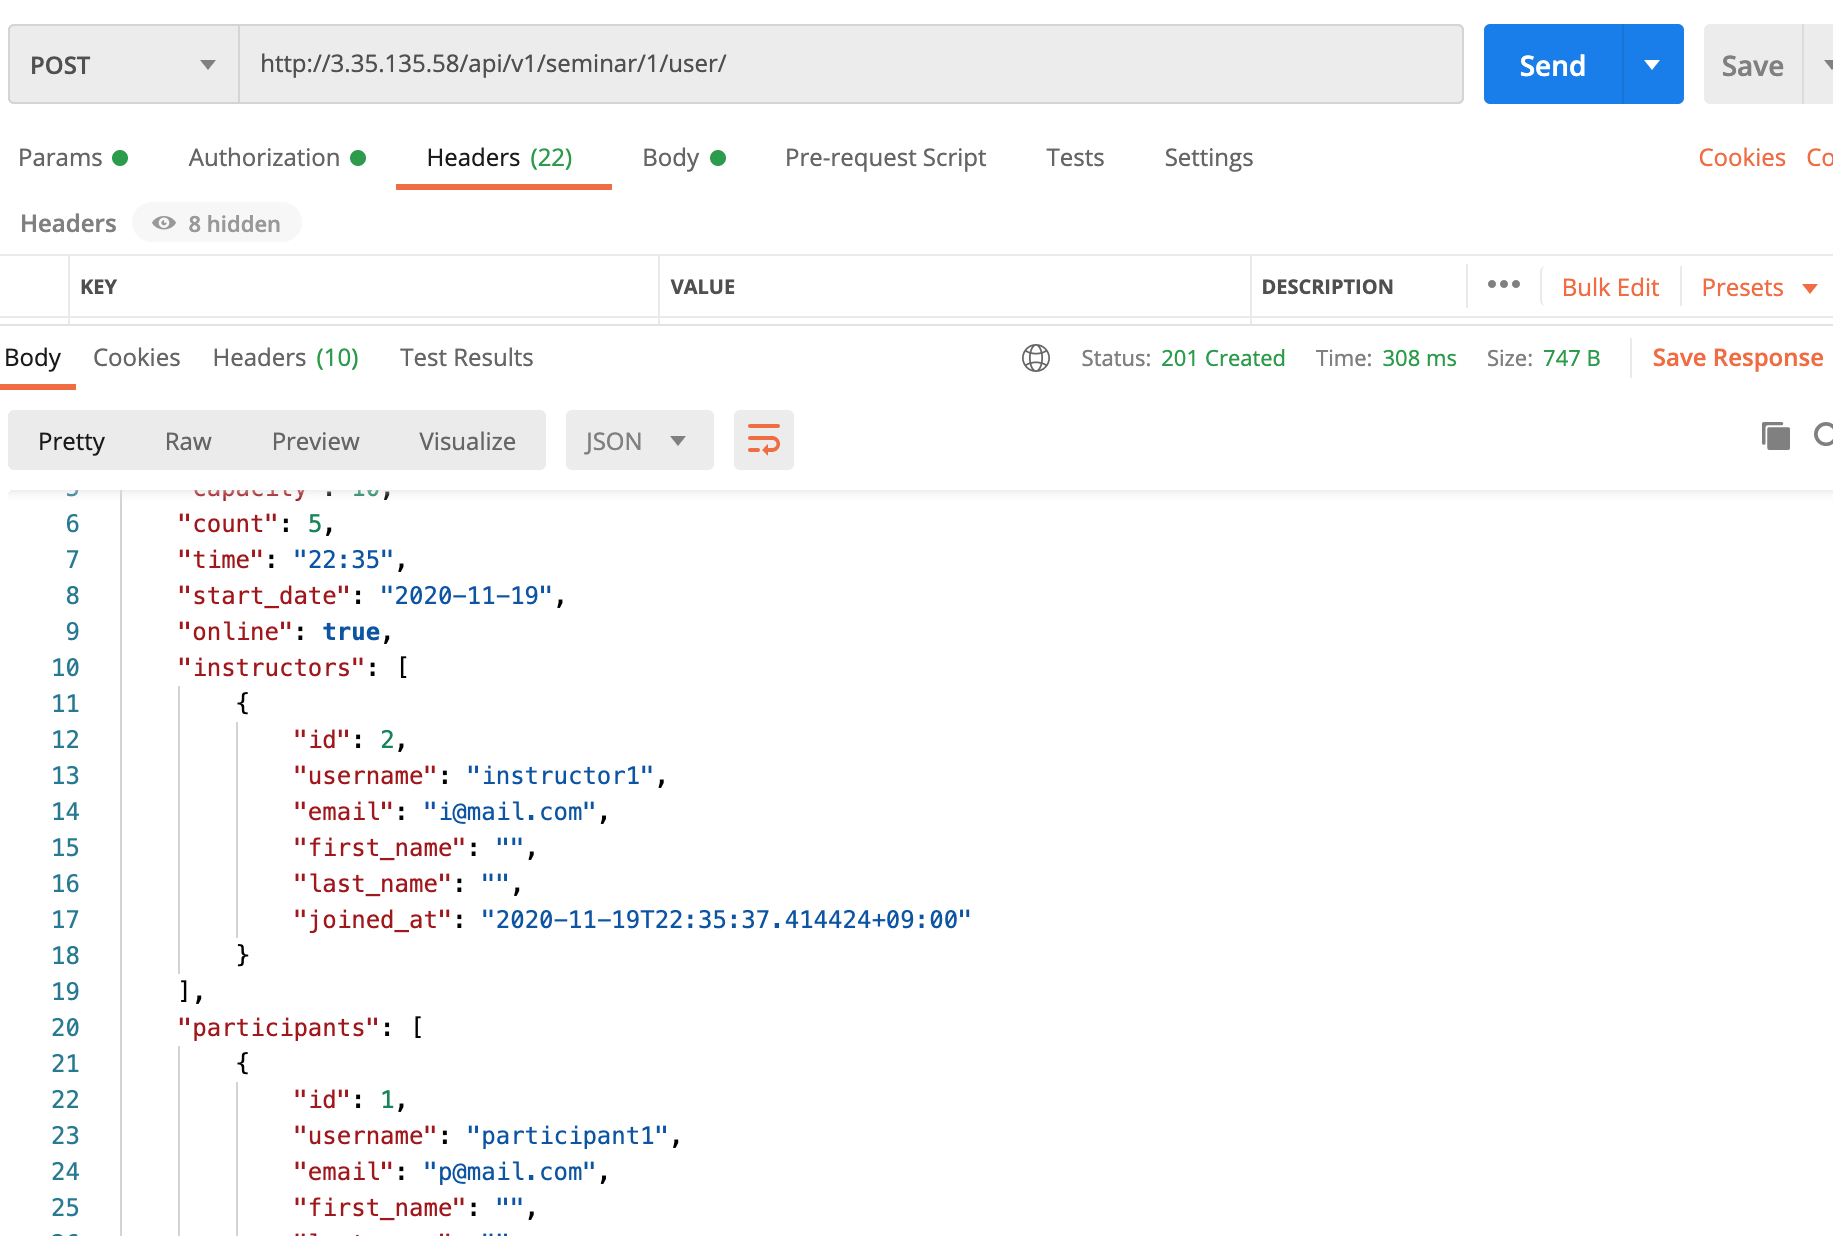 POST http://3.35.135.58/api/v1/seminar/1/user/ Send Save
Params Authorization Headers (22) Body Pre-request Script Tests Settings Cookies Co
Headers 8 hidden
KEY VALUE DESCRIPTION ••• Bulk Edit Presets
Body Cookies Headers (10) Test Results Status: 201 Created Time: 308 ms Size: 747 B Save Response
Pretty Raw Preview Visualize JSON
5 "capacity": 10,
6 "count": 5,
7 "time": "22:35",
8 "start_date": "2020-11-19",
9 "online": true,
10 "instructors": [
11 {
12 "id": 2,
13 "username": "instructor1",
14 "email": "i@mail.com",
15 "first_name": "",
16 "last_name": "",
17 "joined_at": "2020-11-19T22:35:37.414424+09:00"
18 }
19 ],
20 "participants": [
21 {
22 "id": 1,
23 "username": "participant1",
24 "email": "p@mail.com",
25 "first_name": "",